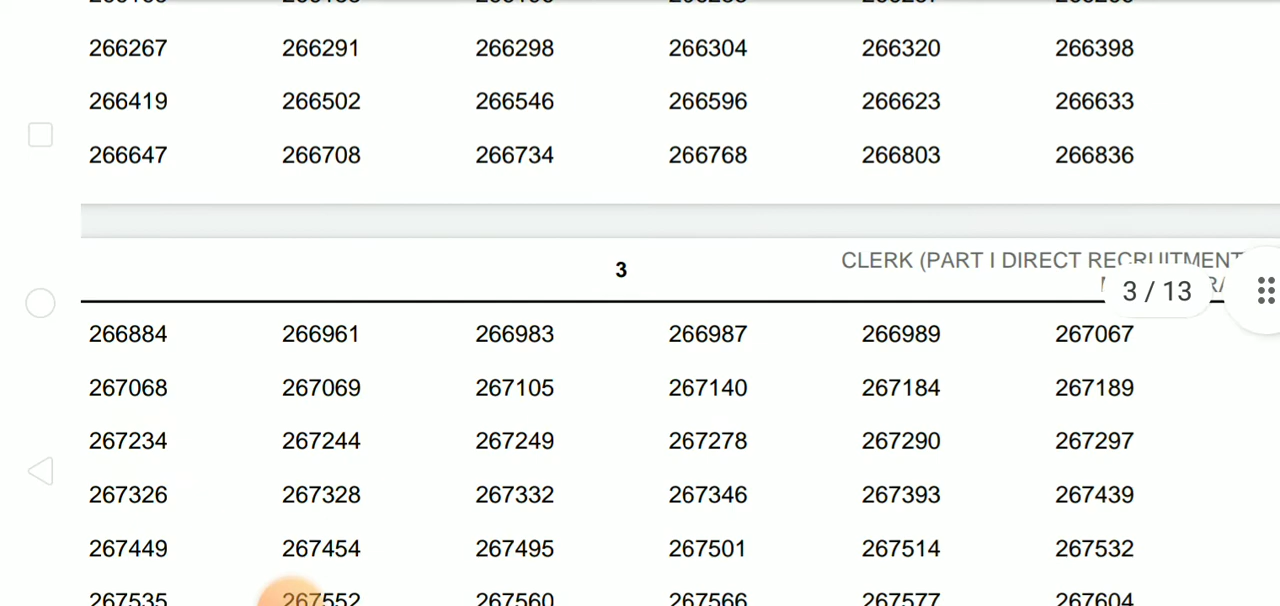 266267 266291 266298 266304 266320 266398
266419 266502 266546 266596 266623 266633
266647 266708 266734 266768 266803 266836
3
CLERK (PART I DIRECT RECRUITMENT
3 / 13
266884 266961 266983 266987 266989 267067
267068 267069 267105 267140 267184 267189
267234 267244 267249 267278 267290 267297
267326 267328 267332 267346 267393 267439
267449 267454 267495 267501 267514 267532
267535 267552 267560 267566 267577 267604